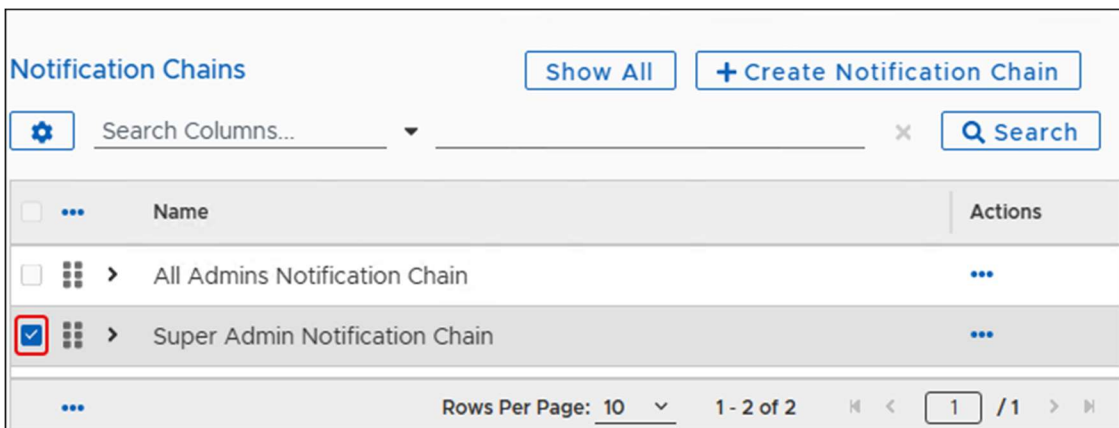 Notification Chains Show All + Create Notification Chain
Search Columns... Search
Name Actions
All Admins Notification Chain
Super Admin Notification Chain
Rows Per Page: 10 1 - 2 of 2 1 / 1